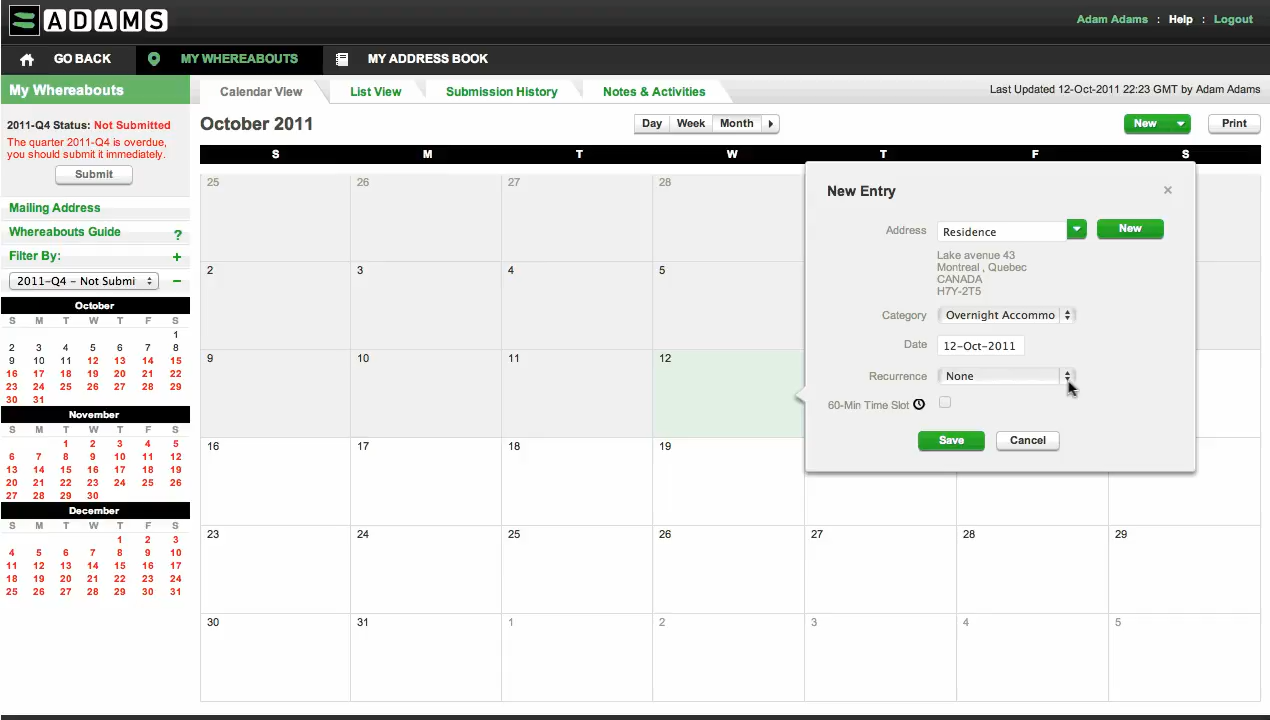 ADAMS
Adam Adams : Help : Logout
GO BACK MY WHEREABOUTS MY ADDRESS BOOK
My Whereabouts
Calendar View List View Submission History Notes & Activities
Last Updated 12-Oct-2011 22:23 GMT by Adam Adams
2011-Q4 Status: Not Submitted
The quarter 2011-Q4 is overdue,
you should submit it immediately.
Submit
Mailing Address
Whereabouts Guide ?
Filter By: +
2011-Q4 - Not Submi –
October
S M T W T F S
1
2 3 4 5 6 7 8
9 10 11 12 13 14 15
16 17 18 19 20 21 22
23 24 25 26 27 28 29
30 31
November
S M T W T F S
1 2 3 4 5
6 7 8 9 10 11 12
13 14 15 16 17 18 19
20 21 22 23 24 25 26
27 28 29 30
December
S M T W T F S
1 2 3
4 5 6 7 8 9 10
11 12 13 14 15 16 17
18 19 20 21 22 23 24
25 26 27 28 29 30 31
October 2011
Day Week Month
New Print
S M T W T F S
25 26 27 28
2 3 4 5
9 10 11 12
16 17 18 19
23 24 25 26 27 28 29
30 31 1 2 3 4 5
New Entry ×
Address Residence New
Lake avenue 43
Montreal , Quebec
CANADA
H7Y-2T5
Category Overnight Accommo
Date 12-Oct-2011
Recurrence None
60-Min Time Slot
Save Cancel